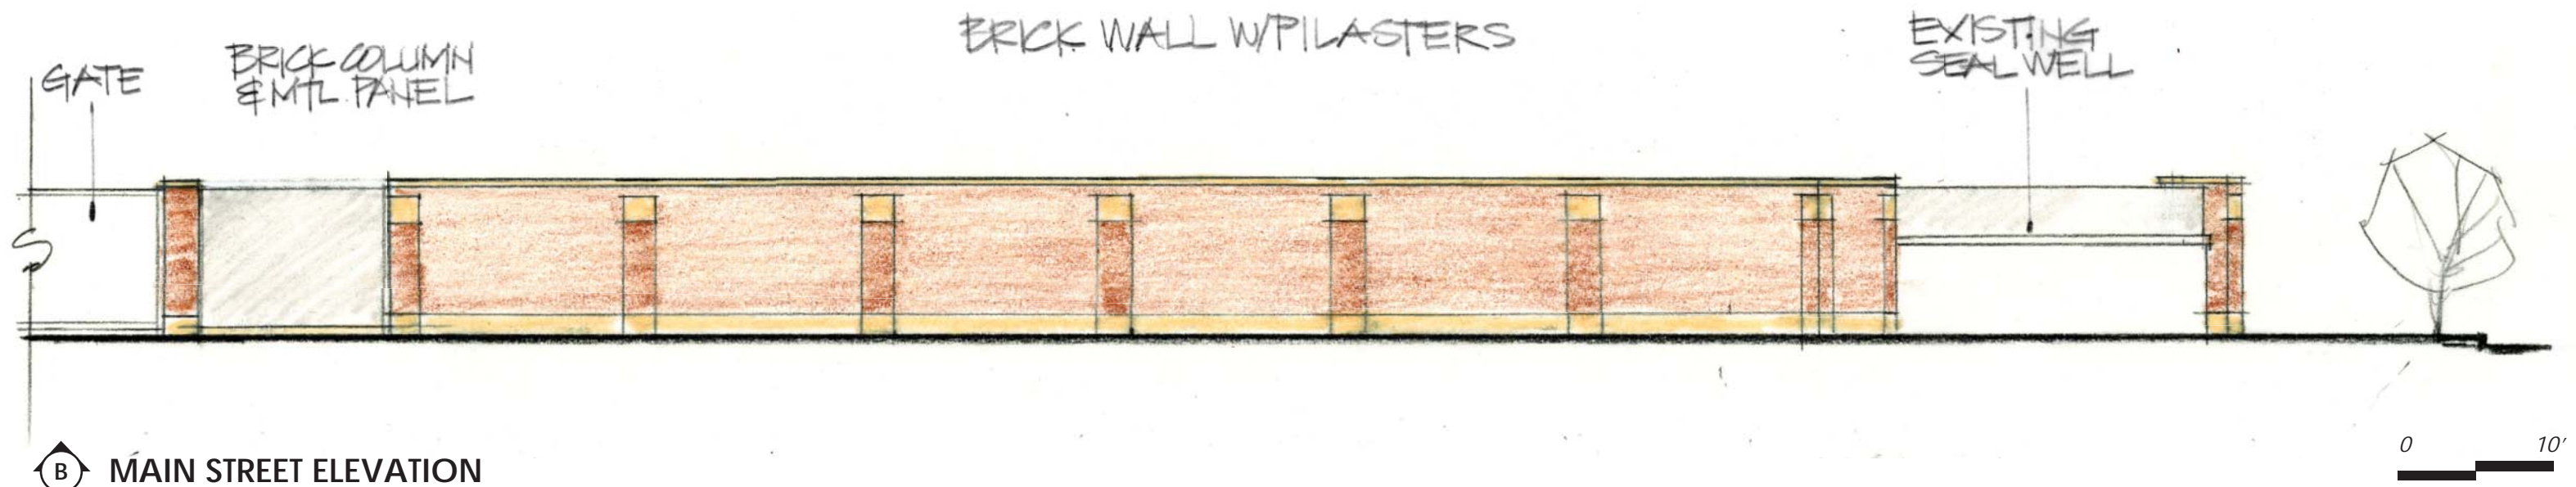 GATE
BRICK COLUMN
& MTL PANEL
BRICK WALL W/PILASTERS
EXISTING
SEAL WELL
B MAIN STREET ELEVATION
0 10'